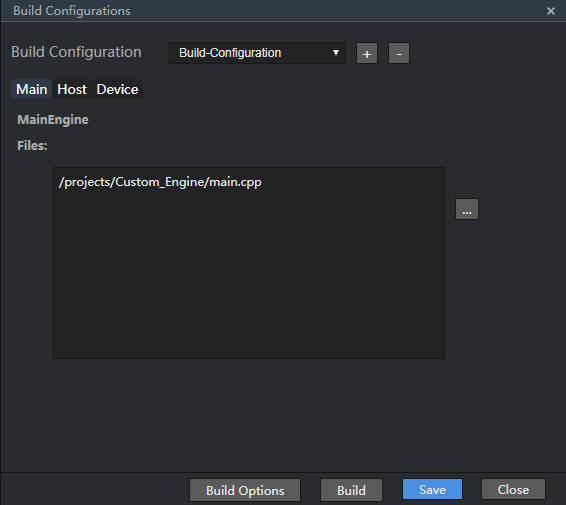 Build Configurations ×
Build Configuration Build-Configuration ▼ + -
Main Host Device
MainEngine
Files:
/projects/Custom_Engine/main.cpp
...
Build Options Build Save Close